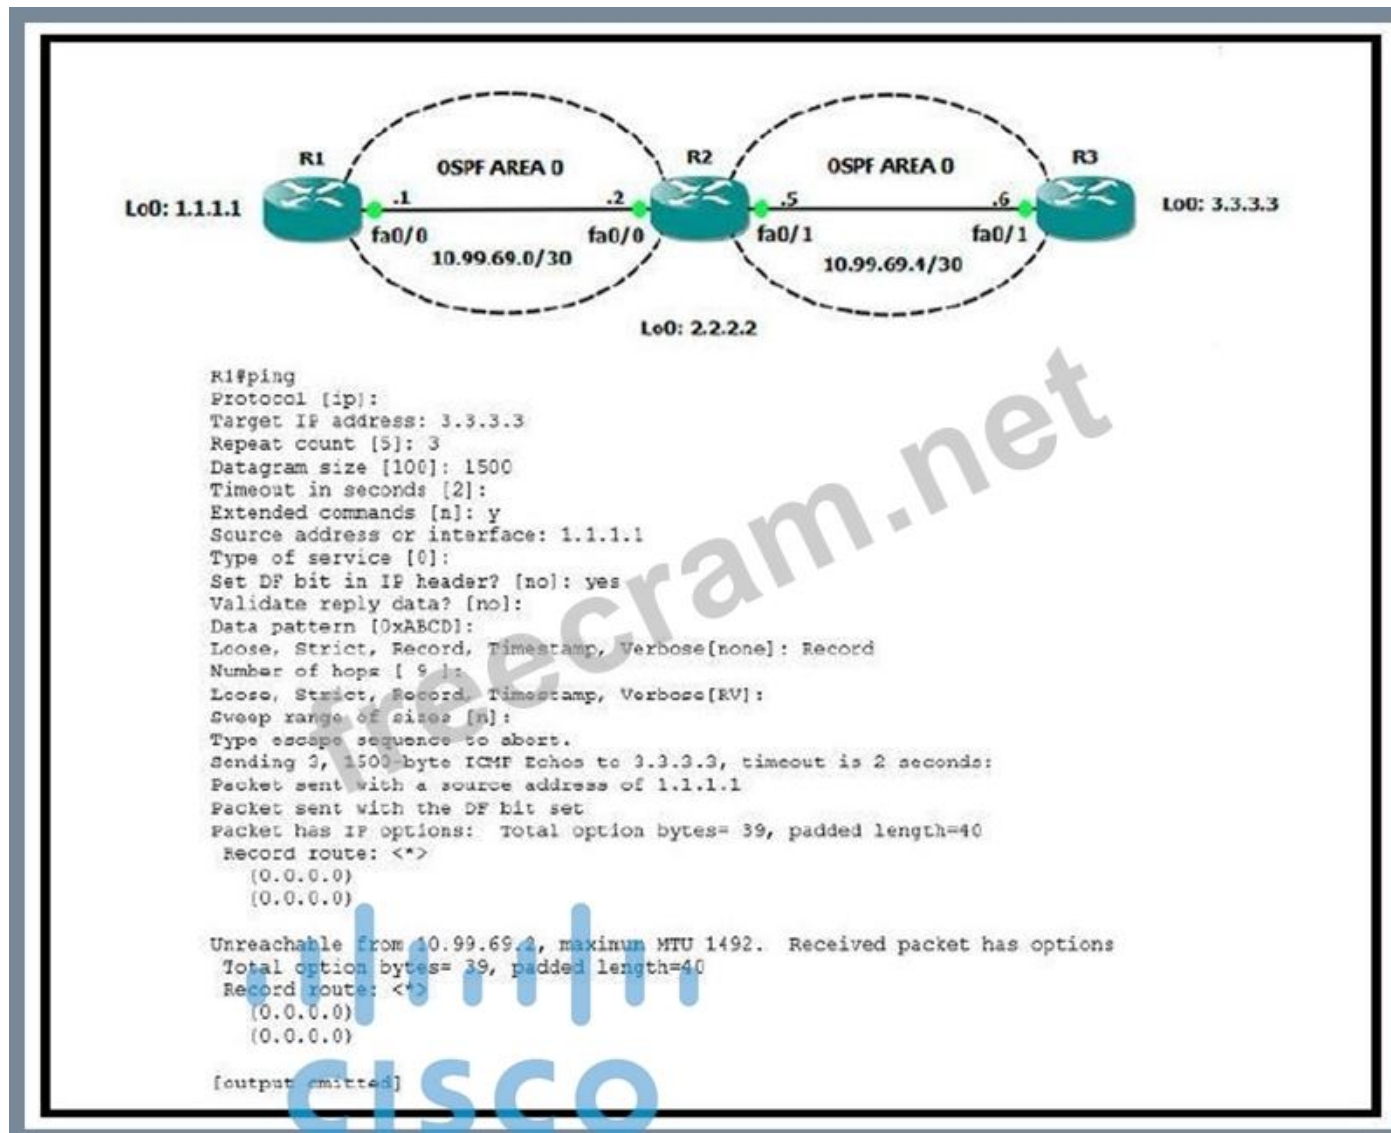 R1
OSPF AREA 0
R2
OSPF AREA 0
R3
Lo0: 1.1.1.1
.1
.2
.5
.6
Lo0: 3.3.3.3
fa0/0
fa0/0
fa0/1
fa0/1
10.99.69.0/30
10.99.69.4/30
Lo0: 2.2.2.2
R1#ping
Protocol [ip]:
Target IP address: 3.3.3.3
Repeat count [5]: 3
Datagram size [100]: 1500
Timeout in seconds [2]:
Extended commands [n]: y
Source address or interface: 1.1.1.1
Type of service [0]:
Set DF bit in IP header? [no]: yes
Validate reply data? [no]:
Data pattern [0xABCD]:
Loose, Strict, Record, Timestamp, Verbose[none]: Record
Number of hops [ 9 ]:
Loose, Strict, Record, Timestamp, Verbose[RV]:
Sweep range of sizes [n]:
Type escape sequence to abort.
Sending 3, 1500-byte ICMP Echos to 3.3.3.3, timeout is 2 seconds:
Packet sent with a source address of 1.1.1.1
Packet sent with the DF bit set
Packet has IP options: Total option bytes= 39, padded length=40
Record route: <*>
(0.0.0.0)
(0.0.0.0)
Unreachable from 10.99.69.2, maximum MTU 1492. Received packet has options
Total option bytes= 39, padded length=40
Record route: <*>
(0.0.0.0)
(0.0.0.0)
[output omitted]
freecram.net
CISCO